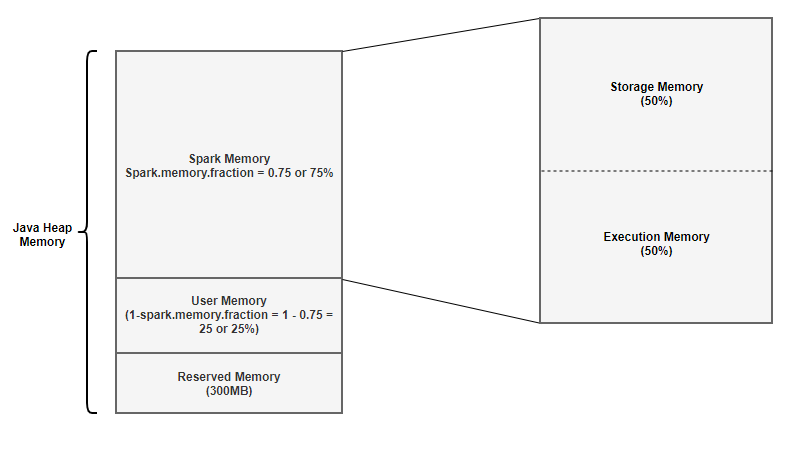 Storage Memory
(50%)
Spark Memory
Spark.memory.fraction = 0.75 or 75%
Java Heap
Memory
Execution Memory
(50%)
User Memory
(1-spark.memory.fraction = 1 - 0.75 =
25 or 25%)
Reserved Memory
(300MB)